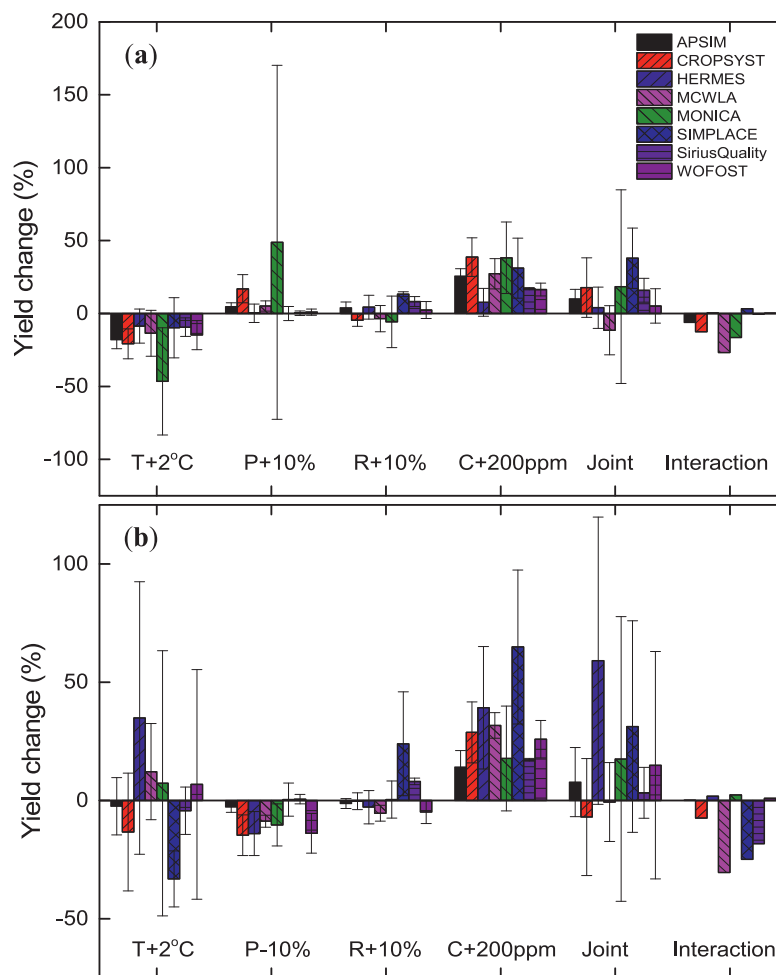 200
150
100
50
0
-50
-100
Yield change (%)
(a)
APSIM
CROPSYST
HERMES
MCWLA
MONICA
SIMPLACE
SiriusQuality
WOFOST
T+2°C P+10% R+10% C+200ppm Joint Interaction
100
50
0
-50
Yield change (%)
(b)
T+2°C P-10% R+10% C+200ppm Joint Interaction